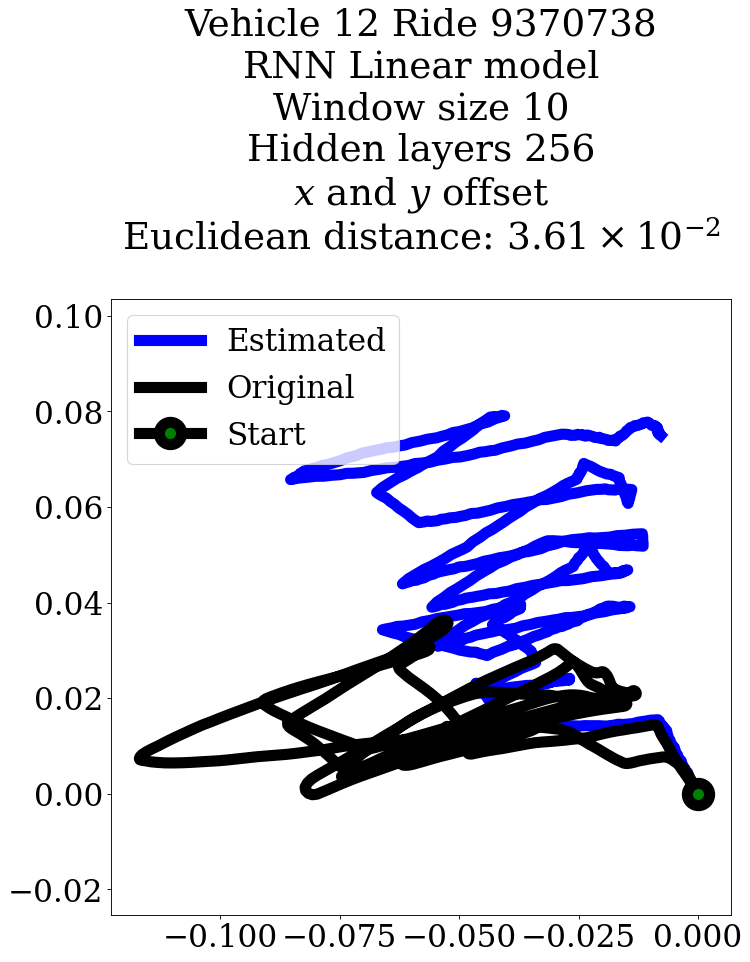 Vehicle 12 Ride 9370738
RNN Linear model
Window size 10
Hidden layers 256
x and y offset
Euclidean distance: 3.61 × 10⁻²
Estimated
Original
Start
0.10
0.08
0.06
0.04
0.02
0.00
−0.02
−0.100 −0.075 −0.050 −0.025 0.000